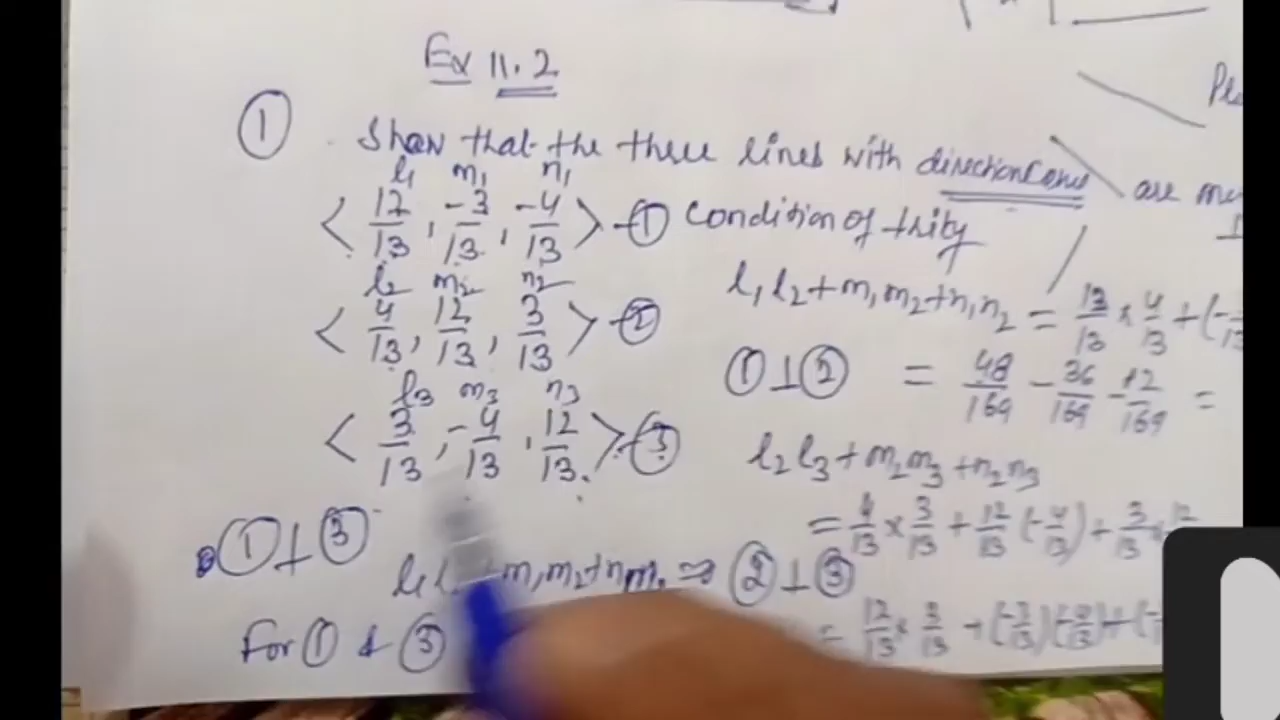 Ex 11.2
① Show that the three lines with direction Cosines are
l₁ m₁ n₁
< 12/13, -3/13, -4/13 > -①
l₂ m₂ n₂
< 4/13, 12/13, 3/13 > -②
l₃ m₃ n₃
< 3/13, -4/13, 12/13 > -③
① ⊥ ③
For ① & ③
Condition of
l₁l₂ + m₁m₂ + n₁n₂ = 12/13 × 4/13 + (-
① ⊥ ② = 48/169 - 36/169 - 12/169 =
l₂l₃ + m₂m₃ + n₂n₃
= 4/13 × 3/13 + 12/13 (-4/13) + 3/13 × 12
⇒ ② ⊥ ③
= 12/13 × 3/13 + (-3/13)(-4/13) + (-